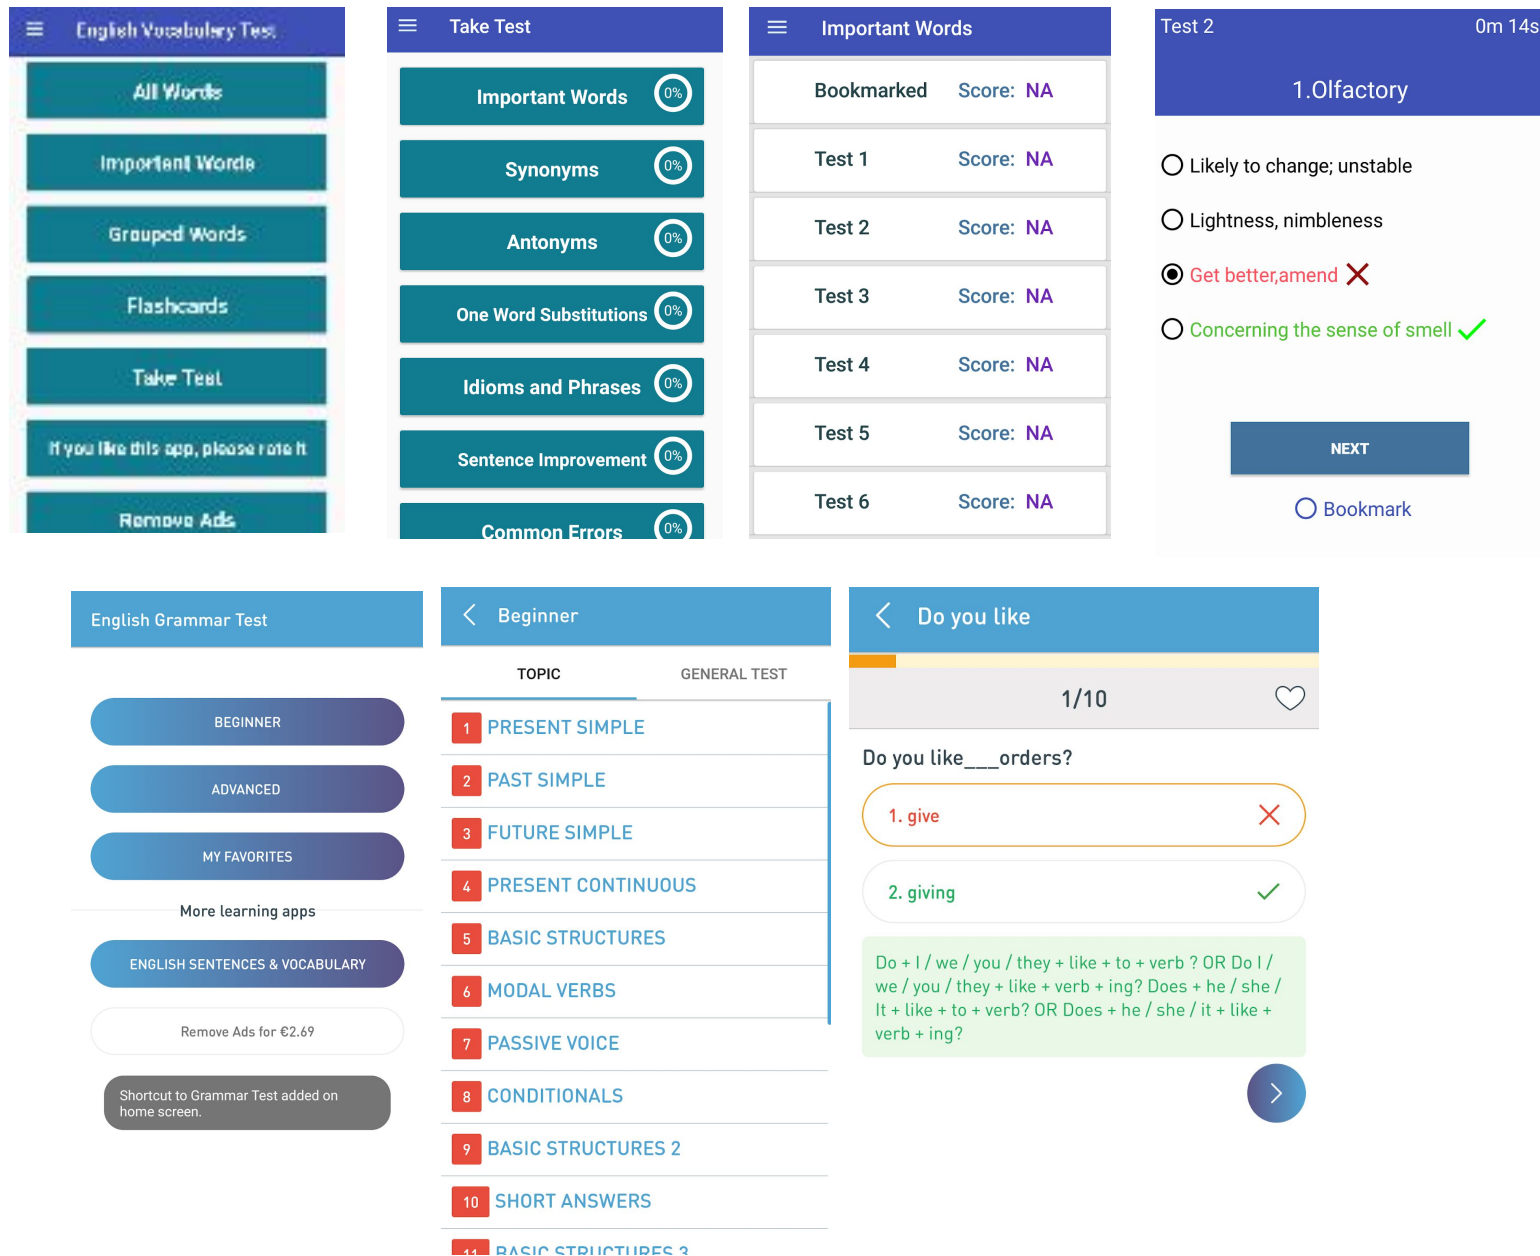 English Vocabulary Test
All Words
Important Words
Grouped Words
Flashcards
Take Test
If you like this app, please rate it
Remove Ads
Take Test
Important Words 0%
Synonyms 0%
Antonyms 0%
One Word Substitutions 0%
Idioms and Phrases 0%
Sentence Improvement 0%
Common Errors 0%
Important Words
Bookmarked Score: NA
Test 1 Score: NA
Test 2 Score: NA
Test 3 Score: NA
Test 4 Score: NA
Test 5 Score: NA
Test 6 Score: NA
Test 2 0m 14s
1.Olfactory
Likely to change; unstable
Lightness, nimbleness
Get better,amend
Concerning the sense of smell
NEXT
Bookmark
English Grammar Test
BEGINNER
ADVANCED
MY FAVORITES
More learning apps
ENGLISH SENTENCES & VOCABULARY
Remove Ads for €2.69
Shortcut to Grammar Test added on
home screen.
Beginner
TOPIC GENERAL TEST
1 PRESENT SIMPLE
2 PAST SIMPLE
3 FUTURE SIMPLE
4 PRESENT CONTINUOUS
5 BASIC STRUCTURES
6 MODAL VERBS
7 PASSIVE VOICE
8 CONDITIONALS
9 BASIC STRUCTURES 2
10 SHORT ANSWERS
11 BASIC STRUCTURES 3
Do you like
1/10
Do you like___orders?
1. give
2. giving
Do + I / we / you / they + like + to + verb ? OR Do I /
we / you / they + like + verb + ing? Does + he / she /
It + like + to + verb? OR Does + he / she / it + like +
verb + ing?